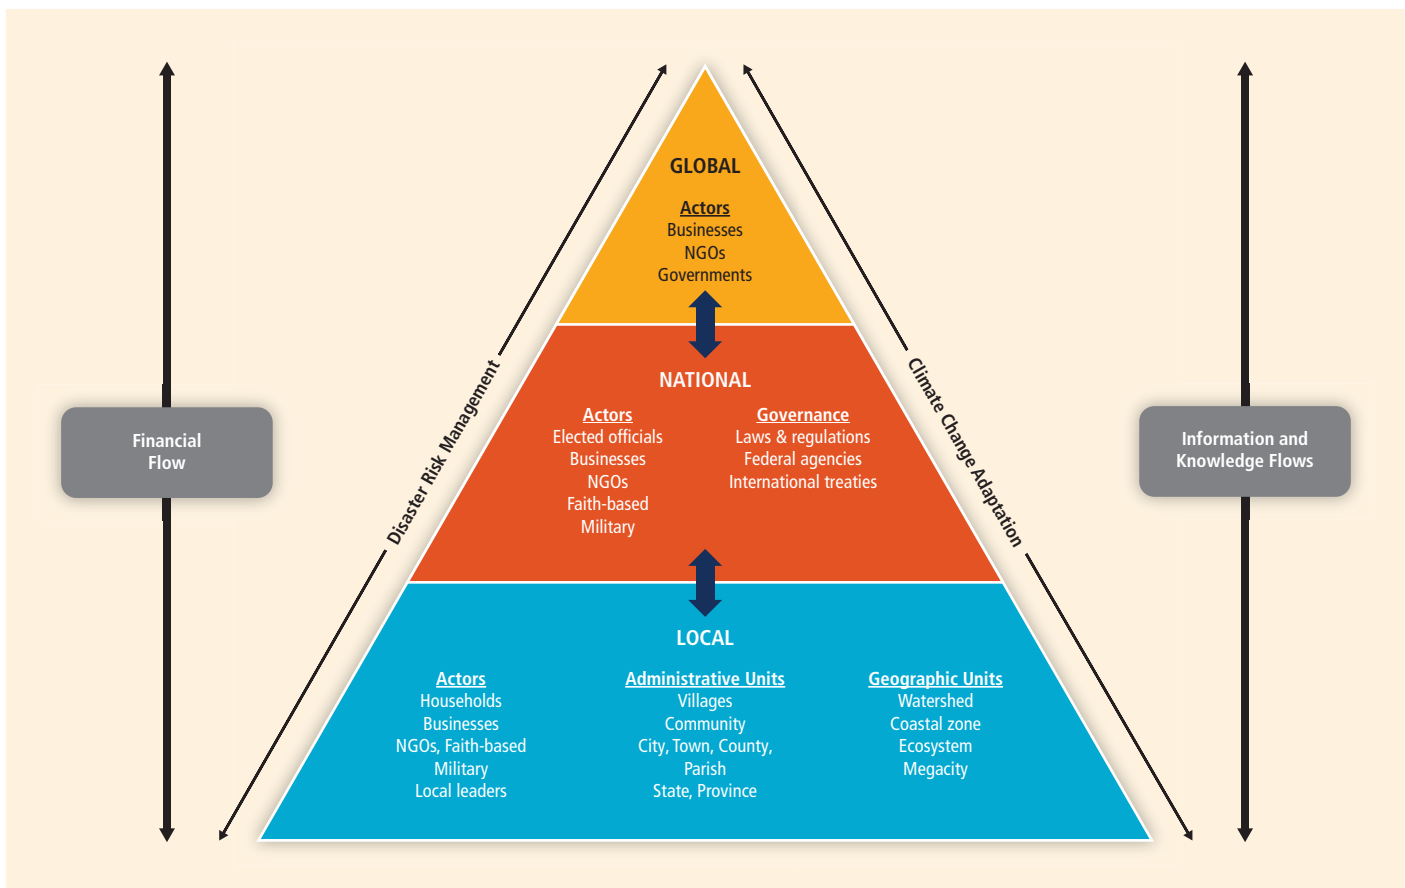 GLOBAL
Actors
Businesses
NGOs
Governments
NATIONAL
Actors
Elected officials
Businesses
NGOs
Faith-based
Military
Governance
Laws & regulations
Federal agencies
International treaties
LOCAL
Actors
Households
Businesses
NGOs, Faith-based
Military
Local leaders
Administrative Units
Villages
Community
City, Town, County,
Parish
State, Province
Geographic Units
Watershed
Coastal zone
Ecosystem
Megacity
Financial
Flow
Disaster Risk Management
Climate Change Adaptation
Information and
Knowledge Flows